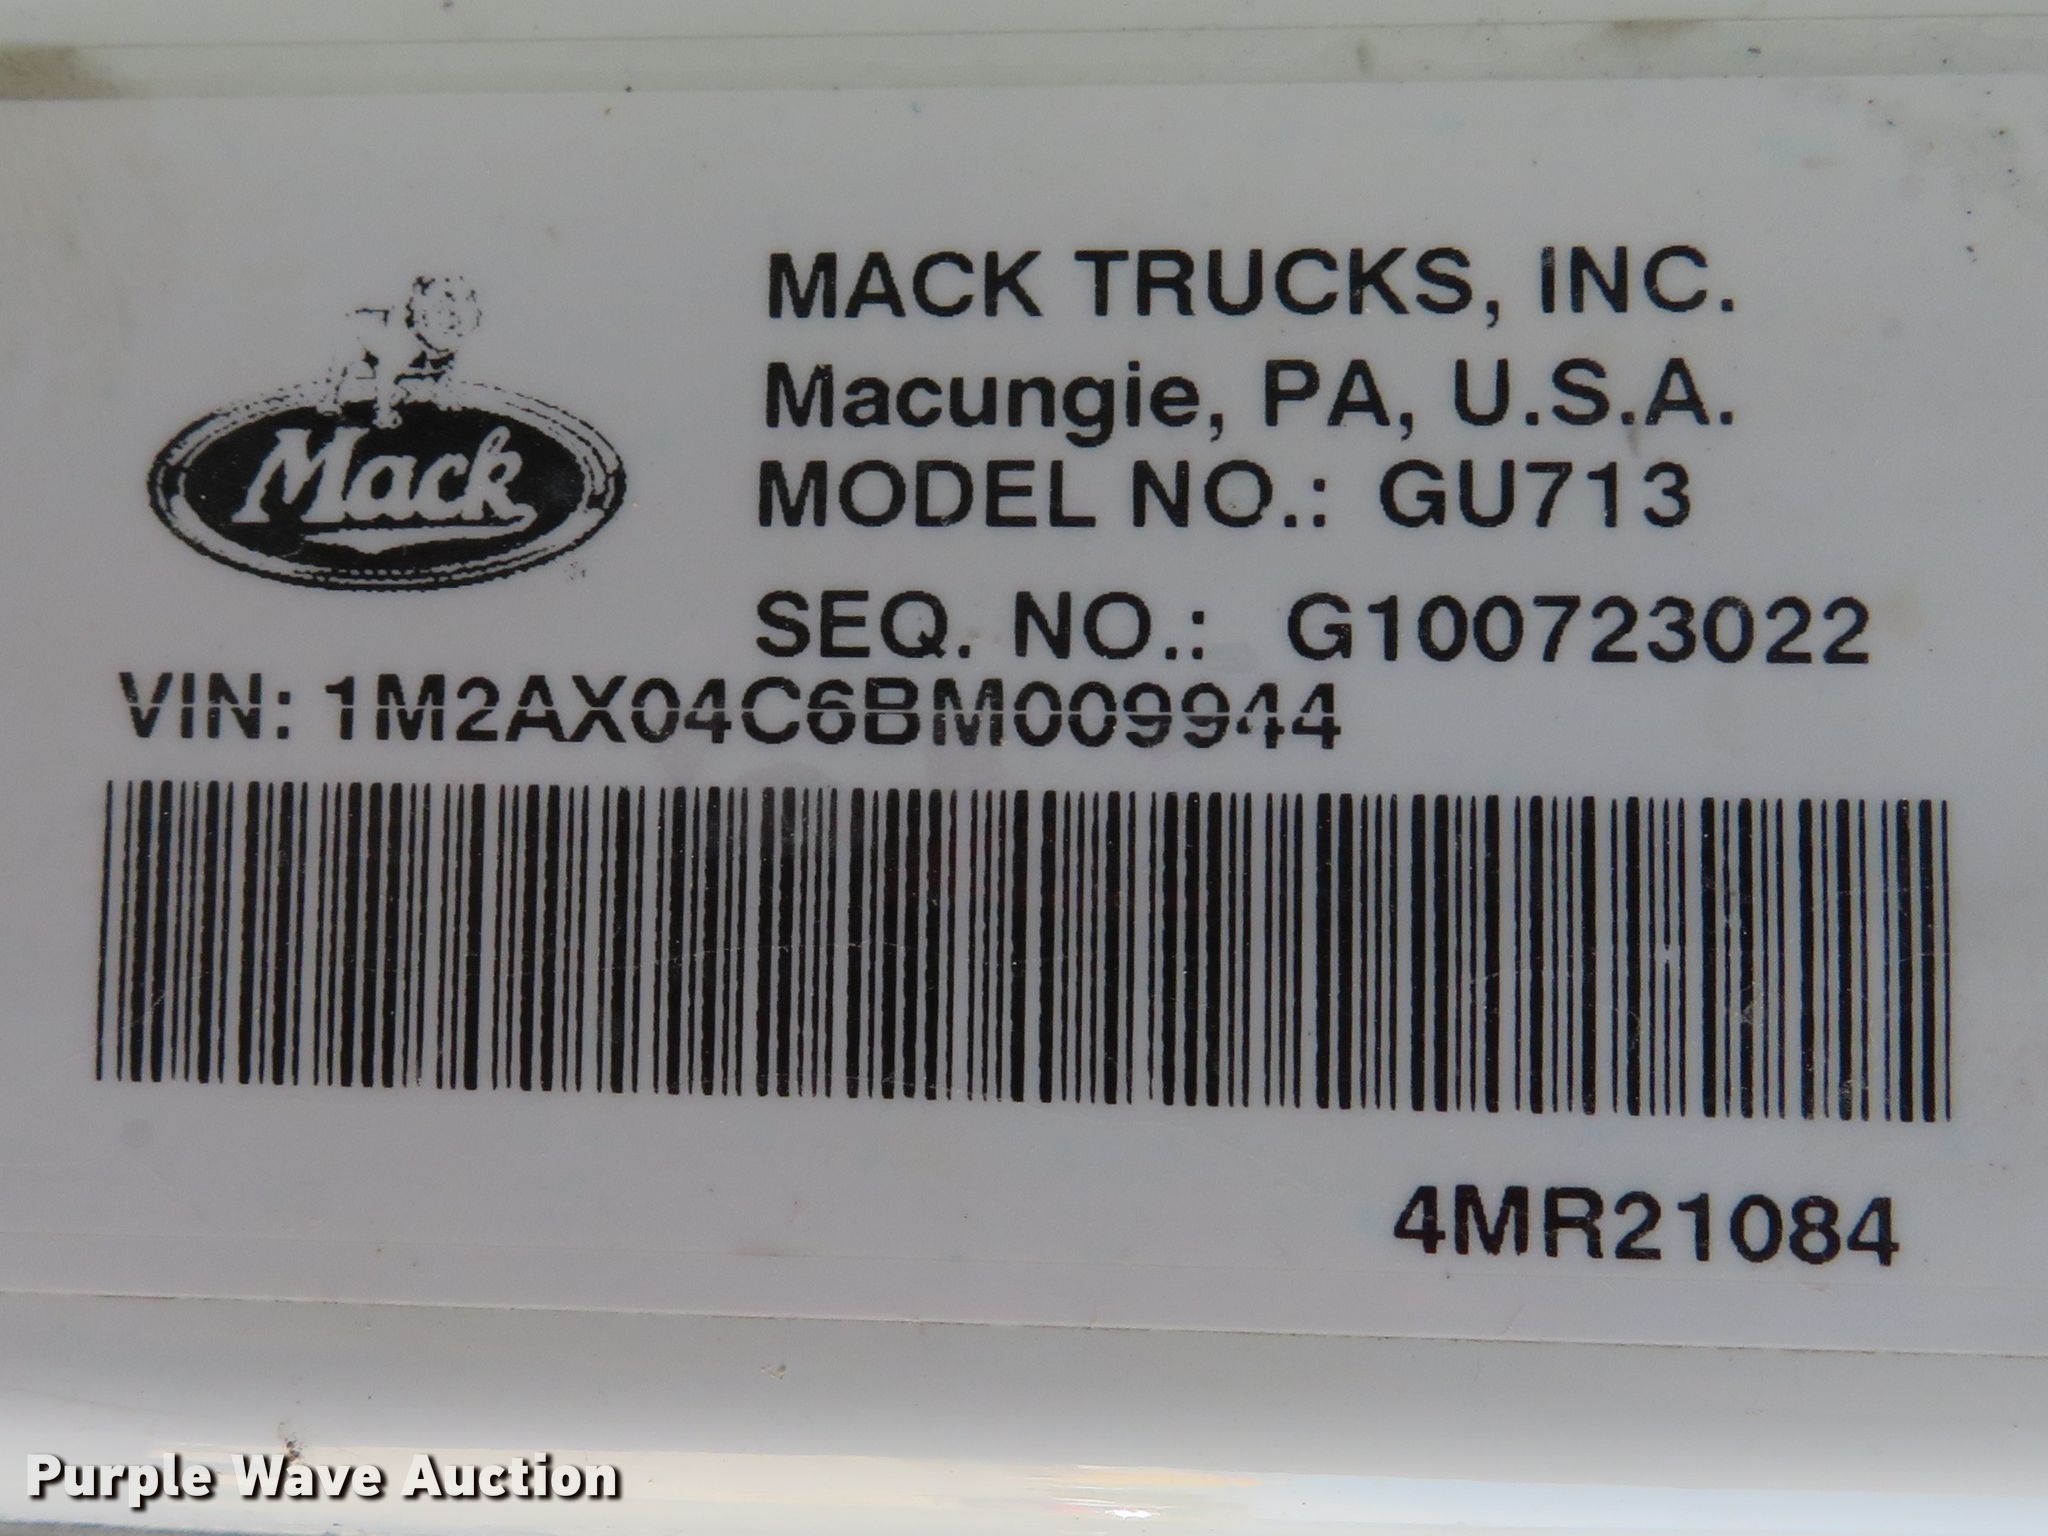 MACK TRUCKS, INC.
Macungie, PA, U.S.A.
Mack
MODEL NO.: GU713
SEQ. NO.: G100723022
VIN: 1M2AX04C6BM009944
4MR21084
Purple Wave Auction